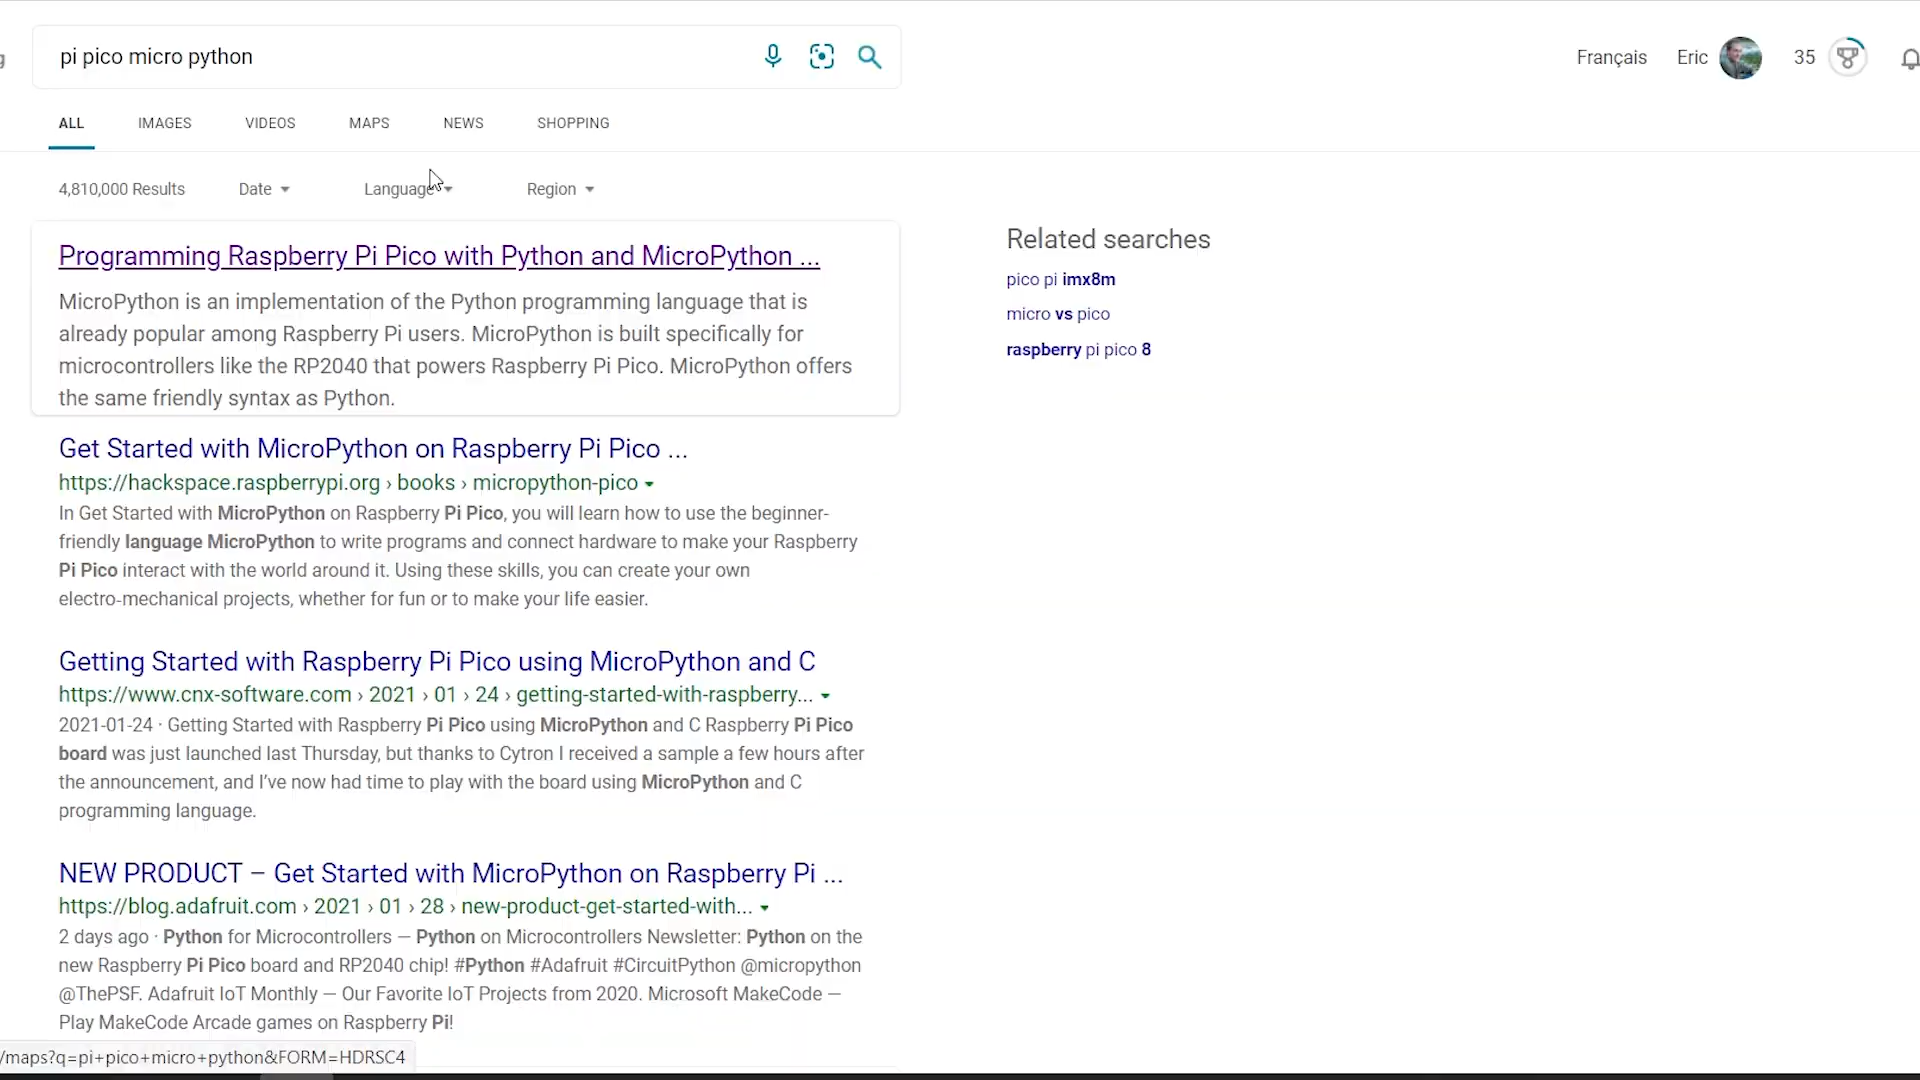 g
pi pico micro python
Français Eric 35
ALL IMAGES VIDEOS MAPS NEWS SHOPPING
4,810,000 Results Date Language Region
Programming Raspberry Pi Pico with Python and MicroPython ...
MicroPython is an implementation of the Python programming language that is
already popular among Raspberry Pi users. MicroPython is built specifically for
microcontrollers like the RP2040 that powers Raspberry Pi Pico. MicroPython offers
the same friendly syntax as Python.
Get Started with MicroPython on Raspberry Pi Pico ...
https://hackspace.raspberrypi.org › books › micropython-pico
In Get Started with MicroPython on Raspberry Pi Pico, you will learn how to use the beginner-
friendly language MicroPython to write programs and connect hardware to make your Raspberry
Pi Pico interact with the world around it. Using these skills, you can create your own
electro-mechanical projects, whether for fun or to make your life easier.
Getting Started with Raspberry Pi Pico using MicroPython and C
https://www.cnx-software.com › 2021 › 01 › 24 › getting-started-with-raspberry...
2021-01-24 · Getting Started with Raspberry Pi Pico using MicroPython and C Raspberry Pi Pico
board was just launched last Thursday, but thanks to Cytron I received a sample a few hours after
the announcement, and I've now had time to play with the board using MicroPython and C
programming language.
NEW PRODUCT – Get Started with MicroPython on Raspberry Pi ...
https://blog.adafruit.com › 2021 › 01 › 28 › new-product-get-started-with...
2 days ago · Python for Microcontrollers — Python on Microcontrollers Newsletter: Python on the
new Raspberry Pi Pico board and RP2040 chip! #Python #Adafruit #CircuitPython @micropython
@ThePSF. Adafruit IoT Monthly — Our Favorite IoT Projects from 2020. Microsoft MakeCode —
Play MakeCode Arcade games on Raspberry Pi!
/maps?q=pi+pico+micro+python&FORM=HDRSC4
Related searches
pico pi imx8m
micro vs pico
raspberry pi pico 8